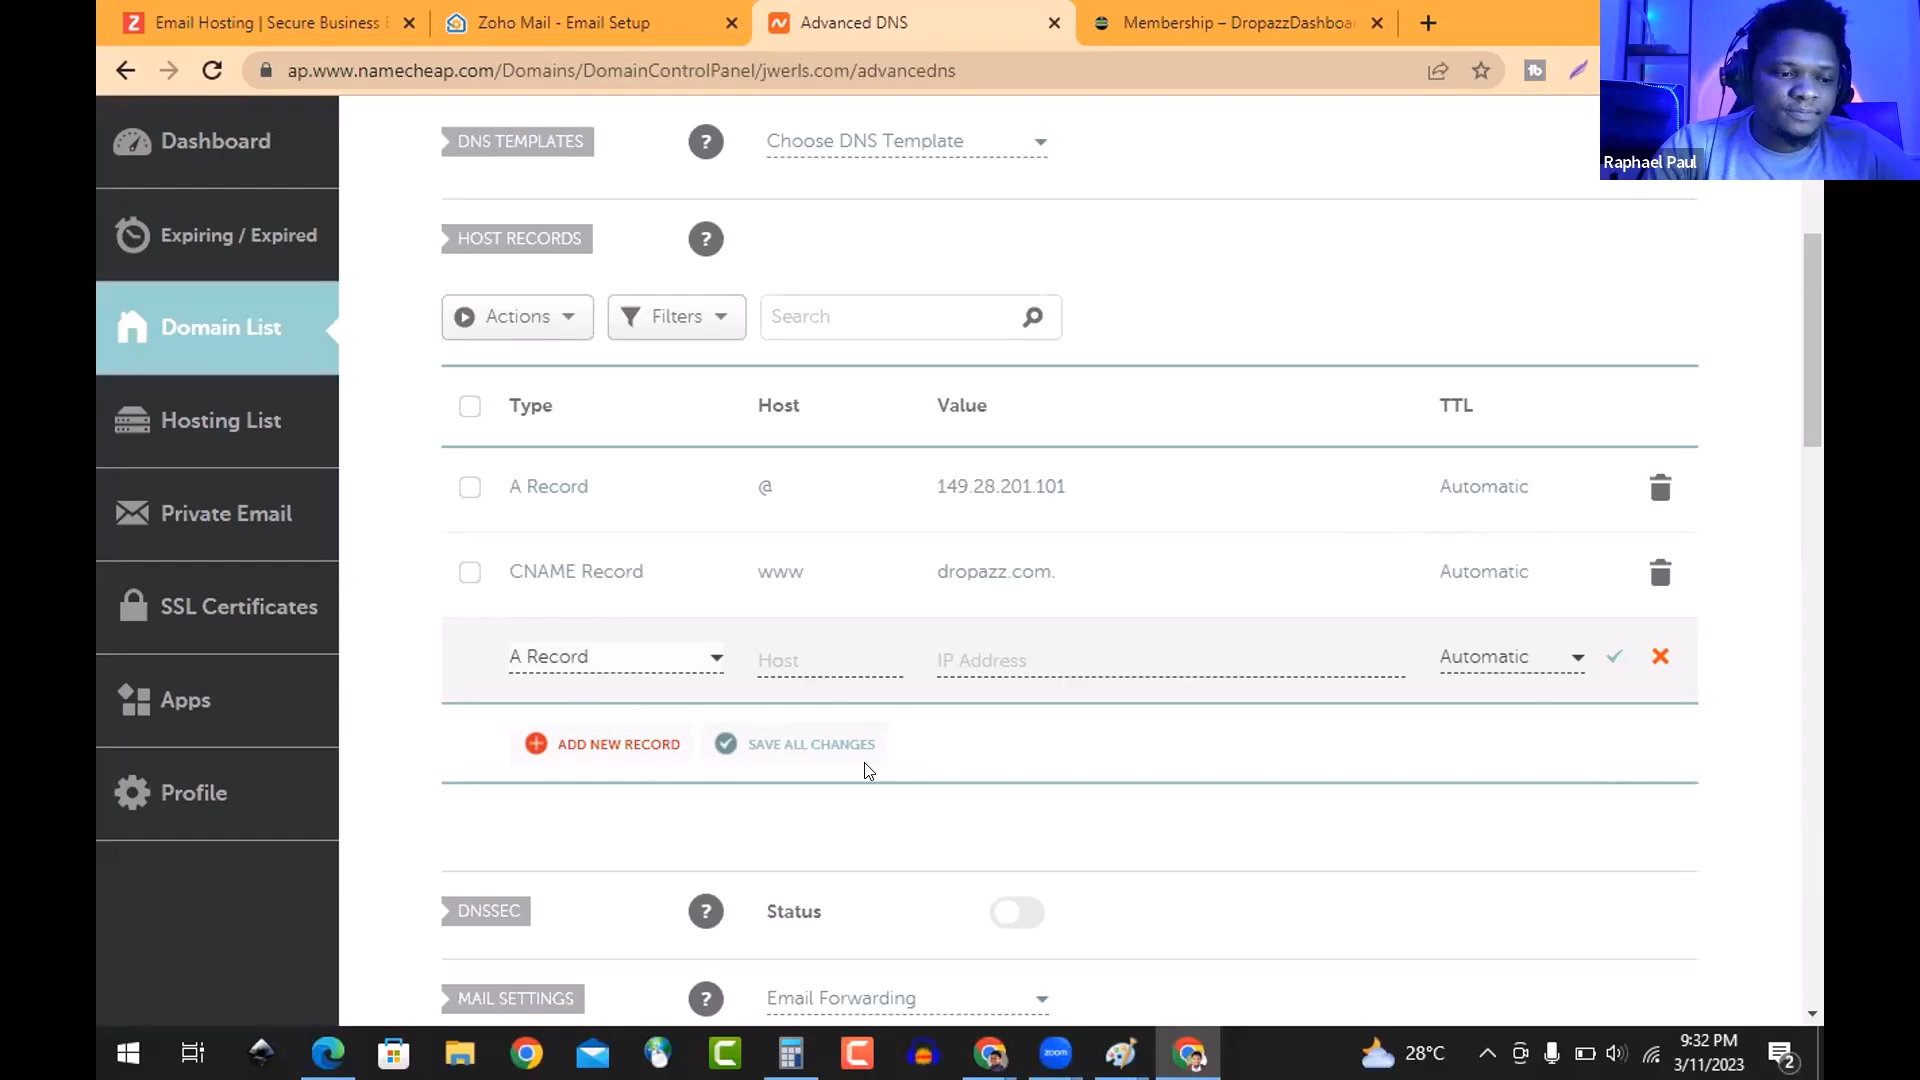 Email Hosting | Secure Business E
Zoho Mail - Email Setup
Advanced DNS
Membership – DropazzDashboar
ap.www.namecheap.com/Domains/DomainControlPanel/jwerls.com/advancedns
Raphael Paul
Dashboard
Expiring / Expired
Domain List
Hosting List
Private Email
SSL Certificates
Apps
Profile
DNS TEMPLATES ? Choose DNS Template
HOST RECORDS ?
Actions Filters Search
Type Host Value TTL
A Record @ 149.28.201.101 Automatic
CNAME Record www dropazz.com. Automatic
A Record Host IP Address Automatic
ADD NEW RECORD SAVE ALL CHANGES
DNSSEC ? Status
MAIL SETTINGS ? Email Forwarding
zoom
28°C
9:32 PM
3/11/2023
2